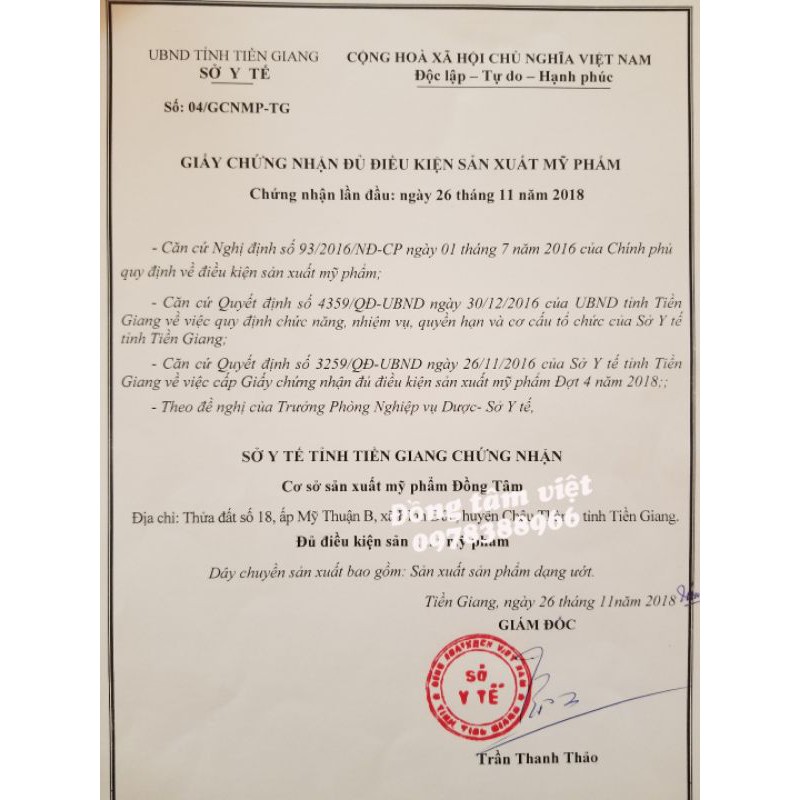 UBND TỈNH TIỀN GIANG
SỞ Y TẾ
Số: 04/GCNMP-TG
CỘNG HOÀ XÃ HỘI CHỦ NGHĨA VIỆT NAM
Độc lập – Tự do – Hạnh phúc
GIẤY CHỨNG NHẬN ĐỦ ĐIỀU KIỆN SẢN XUẤT MỸ PHẨM
Chứng nhận lần đầu: ngày 26 tháng 11 năm 2018
- Căn cứ Nghị định số 93/2016/NĐ-CP ngày 01 tháng 7 năm 2016 của Chính phủ
quy định về điều kiện sản xuất mỹ phẩm;
- Căn cứ Quyết định số 4359/QĐ-UBND ngày 30/12/2016 của UBND tỉnh Tiền
Giang về việc quy định chức năng, nhiệm vụ, quyền hạn và cơ cấu tổ chức của Sở Y tế
tỉnh Tiền Giang;
- Căn cứ Quyết định số 3259/QĐ-UBND ngày 26/11/2016 của Sở Y tế tỉnh Tiền
Giang về việc cấp Giấy chứng nhận đủ điều kiện sản xuất mỹ phẩm Đợt 4 năm 2018;;
- Theo đề nghị của Trưởng Phòng Nghiệp vụ Dược- Sở Y tế,
SỞ Y TẾ TỈNH TIỀN GIANG CHỨNG NHẬN
Cơ sở sản xuất mỹ phẩm Đồng Tâm
Đồng tâm việt
0978388966
Địa chỉ: Thửa đất số 18, ấp Mỹ Thuận B, xã huyện Châu tỉnh Tiền Giang.
Đủ điều kiện sản mỹ phẩm
Dây chuyền sản xuất bao gồm: Sản xuất sản phẩm dạng ướt.
Tiền Giang, ngày 26 tháng 11năm 2018
GIÁM ĐỐC
SỞ
Y TẾ
Trần Thanh Thảo